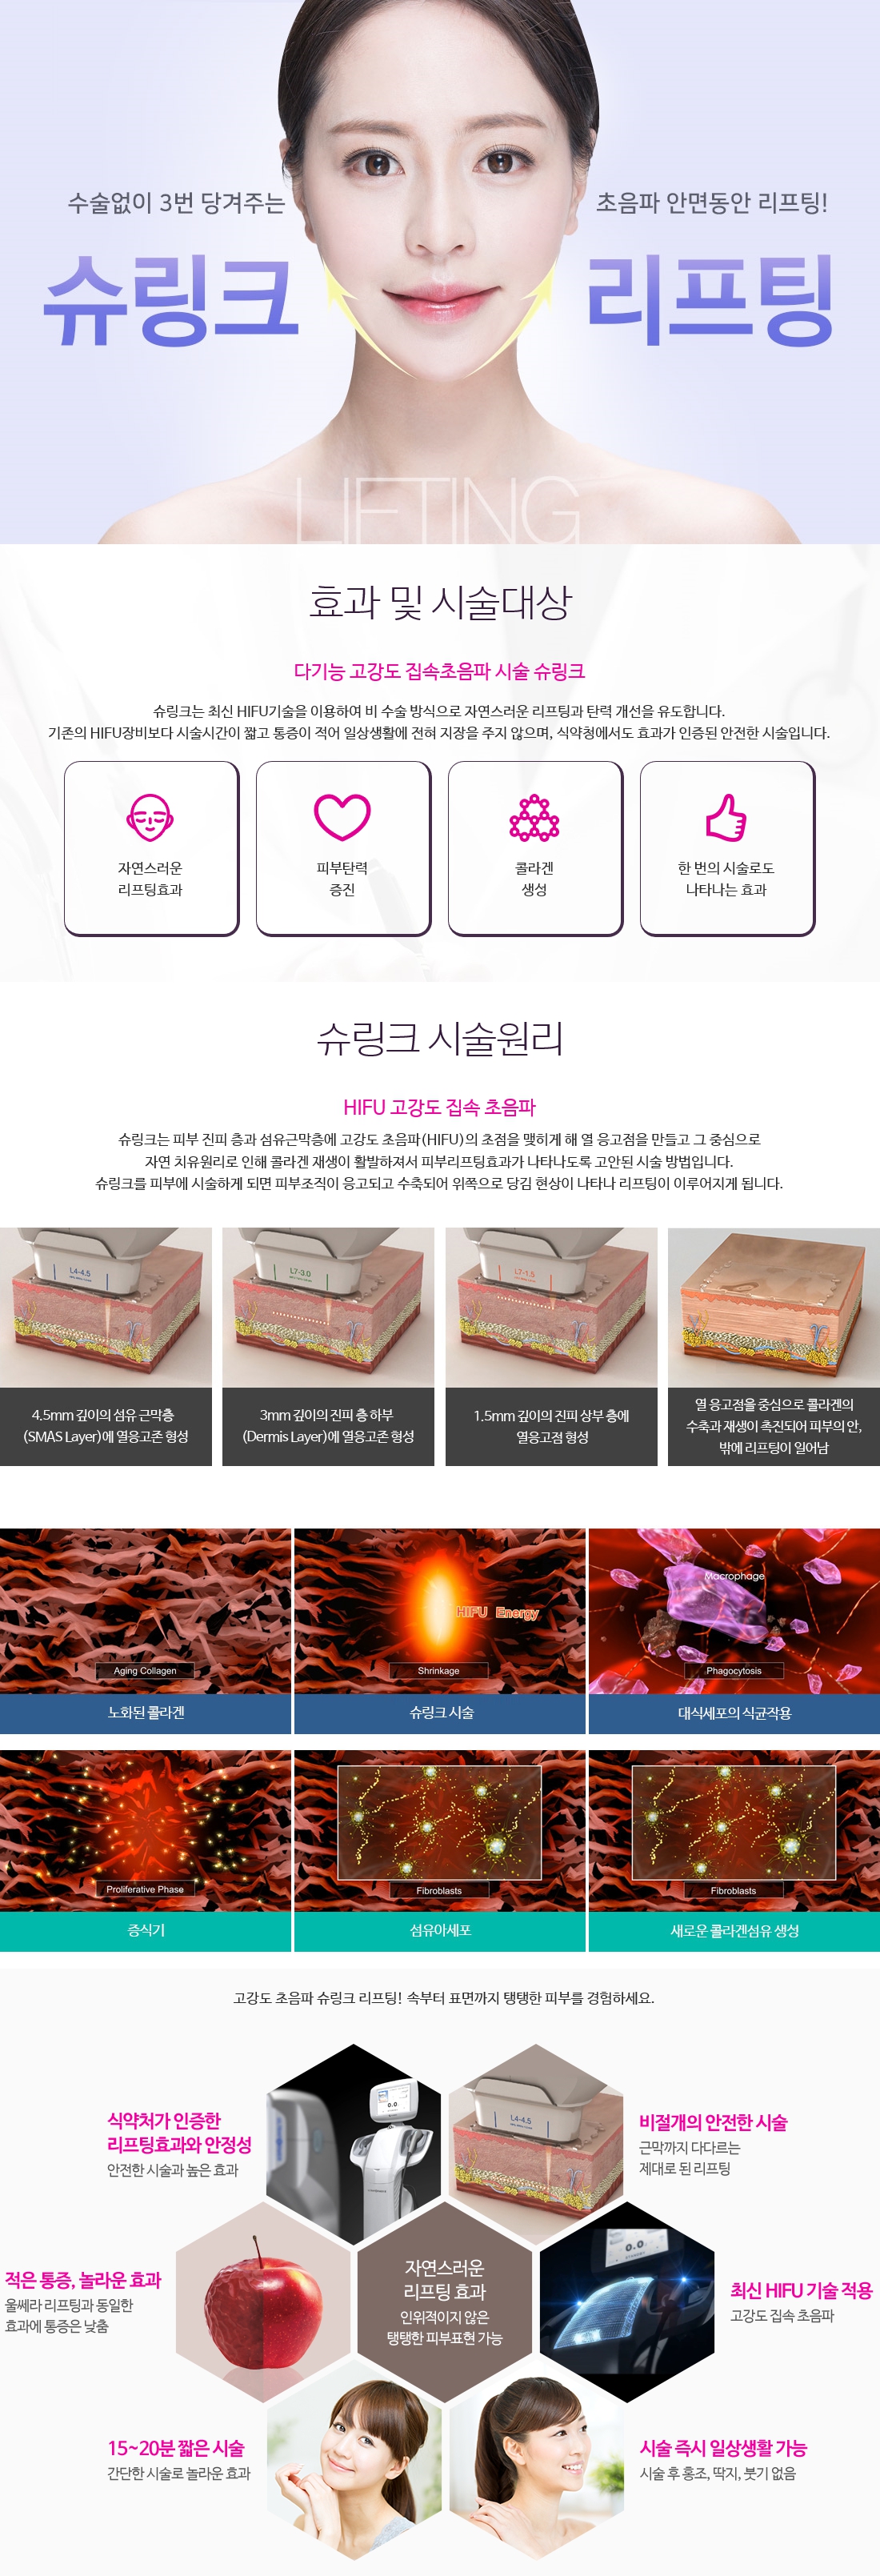 수술없이 3번 당겨주는
초음파 안면동안 리프팅!
슈링크
리프팅
LIFTING
효과 및 시술대상
다기능 고강도 집속초음파 시술 슈링크
슈링크는 최신 HIFU기술을 이용하여 비 수술 방식으로 자연스러운 리프팅과 탄력 개선을 유도합니다.
기존의 HIFU장비보다 시술시간이 짧고 통증이 적어 일상생활에 전혀 지장을 주지 않으며, 식약청에서도 효과가 인증된 안전한 시술입니다.
자연스러운
리프팅효과
피부탄력
증진
콜라겐
생성
한 번의 시술로도
나타나는 효과
슈링크 시술원리
HIFU 고강도 집속 초음파
슈링크는 피부 진피 층과 섬유근막층에 고강도 초음파(HIFU)의 초점을 맺히게 해 열 응고점을 만들고 그 중심으로
자연 치유원리로 인해 콜라겐 재생이 활발하져서 피부리프팅효과가 나타나도록 고안된 시술 방법입니다.
슈링크를 피부에 시술하게 되면 피부조직이 응고되고 수축되어 위쪽으로 당김 현상이 나타나 리프팅이 이루어지게 됩니다.
L4-4.5
L7-3.0
L7-1.5
4.5mm 깊이의 섬유 근막층
(SMAS Layer)에 열응고존 형성
3mm 깊이의 진피 층 하부
(Dermis Layer)에 열응고존 형성
1.5mm 깊이의 진피 상부 층에
열응고점 형성
열 응고점을 중심으로 콜라겐의
수축과 재생이 촉진되어 피부의 안,
밖에 리프팅이 일어남
Aging Collagen
노화된 콜라겐
HIFU Energy
Shrinkage
슈링크 시술
Macrophage
Phagocytosis
대식세포의 식균작용
Proliferative Phase
증식기
Fibroblasts
섬유아세포
Fibroblasts
새로운 콜라겐섬유 생성
고강도 초음파 슈링크 리프팅! 속부터 표면까지 탱탱한 피부를 경험하세요.
식약처가 인증한
리프팅효과와 안정성
안전한 시술과 높은 효과
0.0
L4-4.5
비절개의 안전한 시술
근막까지 다다르는
제대로 된 리프팅
적은 통증, 놀라운 효과
울쎄라 리프팅과 동일한
효과에 통증은 낮춤
자연스러운
리프팅 효과
인위적이지 않은
탱탱한 피부표현 가능
0.0
최신 HIFU 기술 적용
고강도 집속 초음파
15~20분 짧은 시술
간단한 시술로 놀라운 효과
시술 즉시 일상생활 가능
시술 후 홍조, 딱지, 붓기 없음